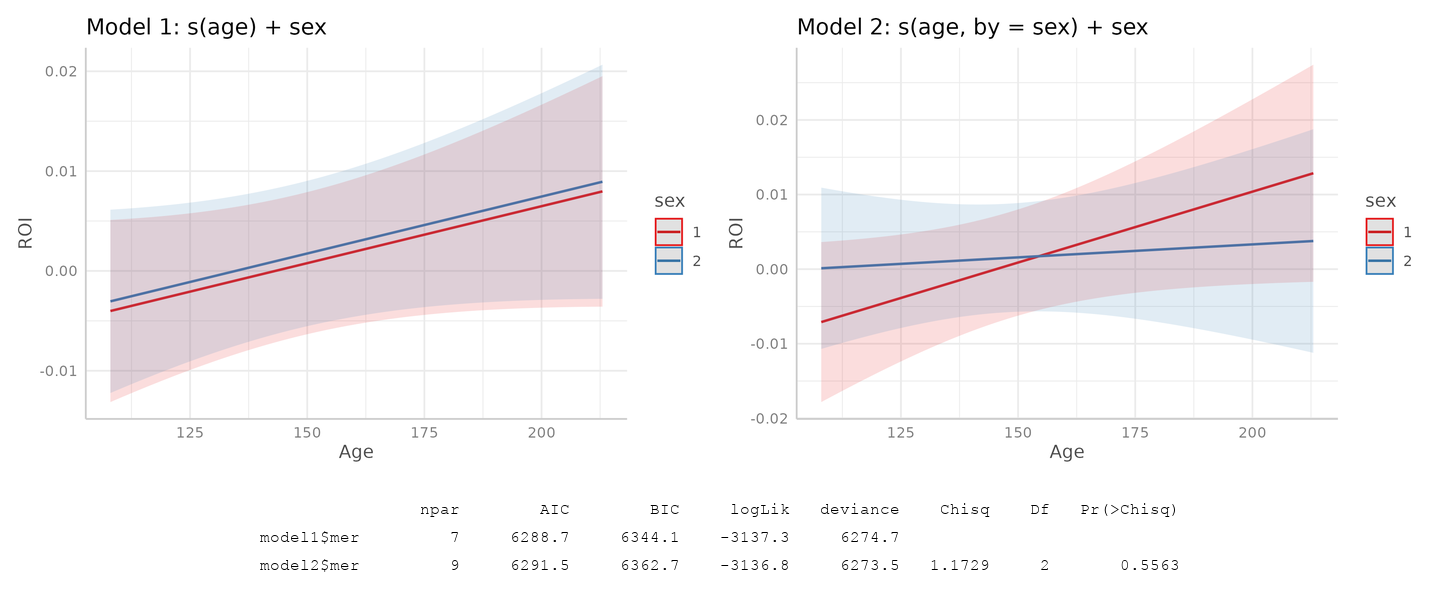 Model 1: s(age) + sex
0.02
0.01
0.00
-0.01
ROI
125 150 175 200
Age
sex
1
2
Model 2: s(age, by = sex) + sex
0.02
0.01
0.00
-0.01
-0.02
ROI
125 150 175 200
Age
sex
1
2
npar AIC BIC logLik deviance Chisq Df Pr(>Chisq)
model1$mer 7 6288.7 6344.1 -3137.3 6274.7
model2$mer 9 6291.5 6362.7 -3136.8 6273.5 1.1729 2 0.5563